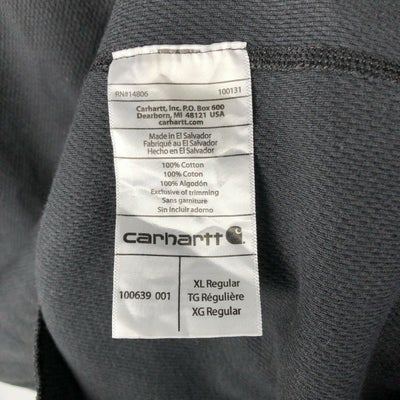 RN#14806 100131
Carhartt, Inc. P.O. Box 600
Dearborn, MI 48121 USA
carhartt.com
Made in El Salvador
Fabriqué au El Salvador
Hecho en El Salvador
100% Cotton
100% Coton
100% Algodón
Exclusive of trimming
Sans garniture
Sin incluir adorno
carhartt
100639 001
XL Regular
TG Régulière
XG Regular